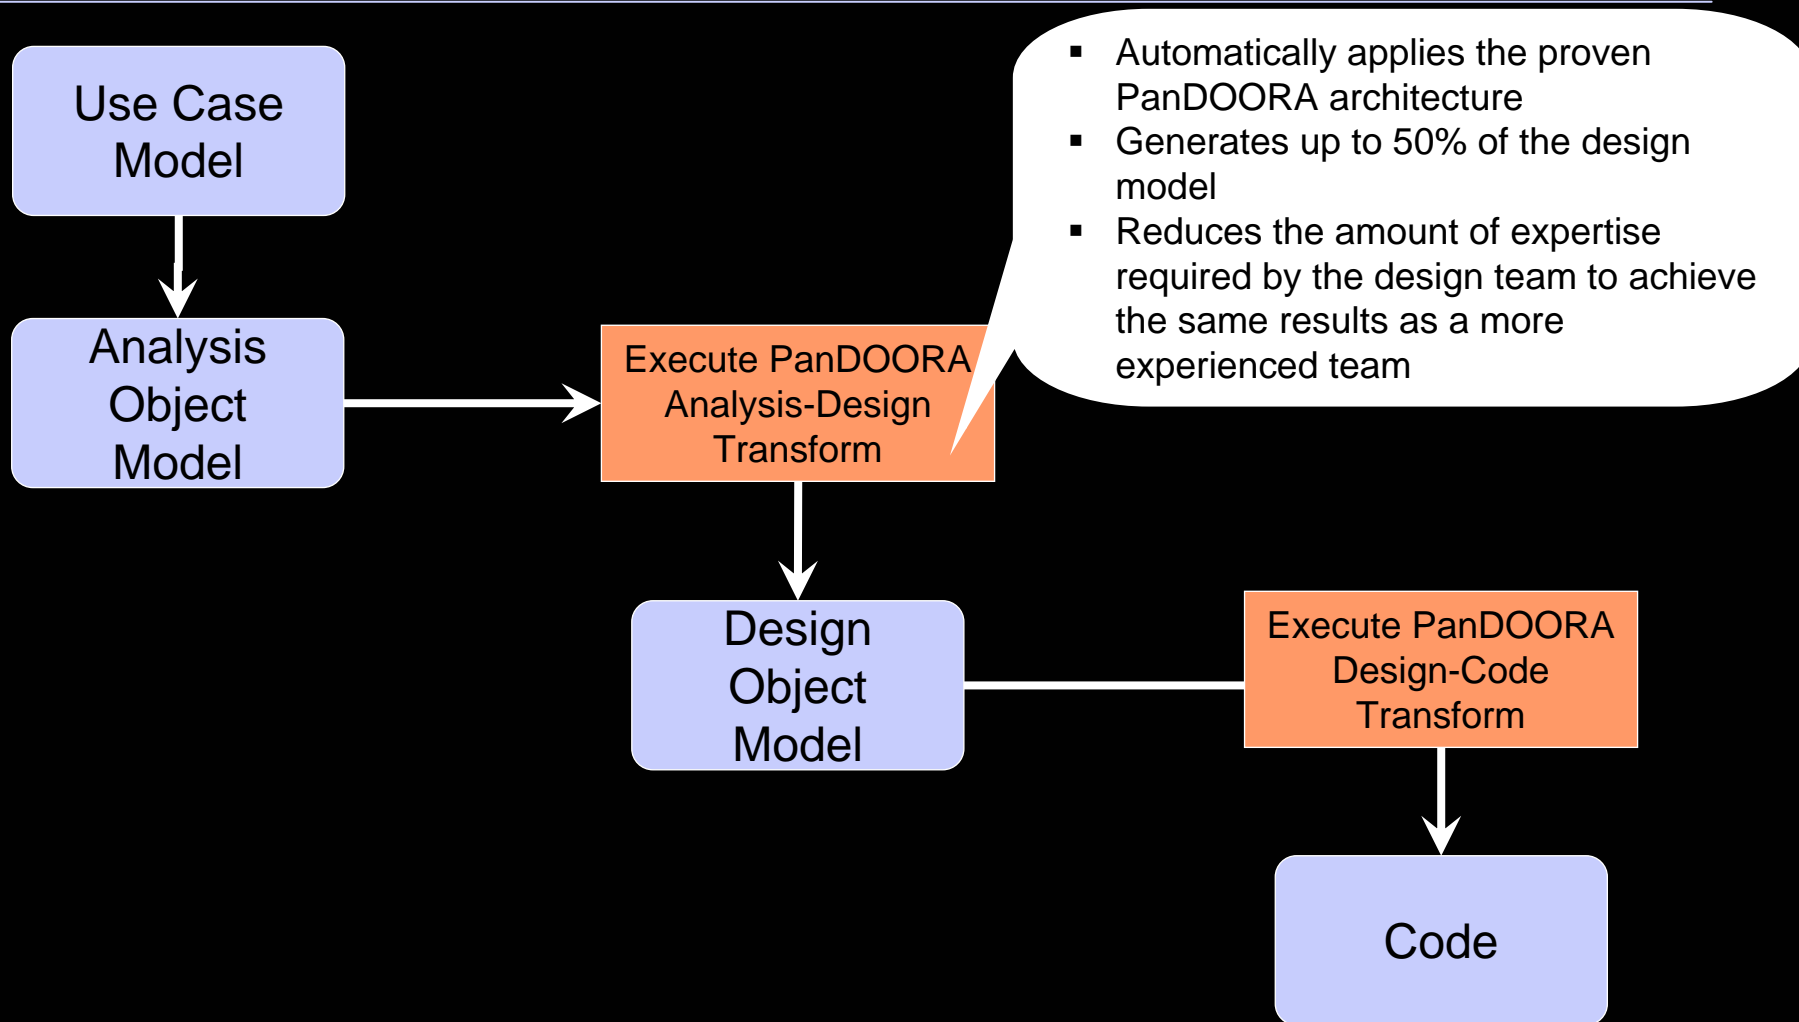 Use Case
Model
▪ Automatically applies the proven
PanDOORA architecture
▪ Generates up to 50% of the design
model
▪ Reduces the amount of expertise
required by the design team to achieve
the same results as a more
experienced team
Analysis
Object
Model
Execute PanDOORA
Analysis-Design
Transform
Design
Object
Model
Execute PanDOORA
Design-Code
Transform
Code